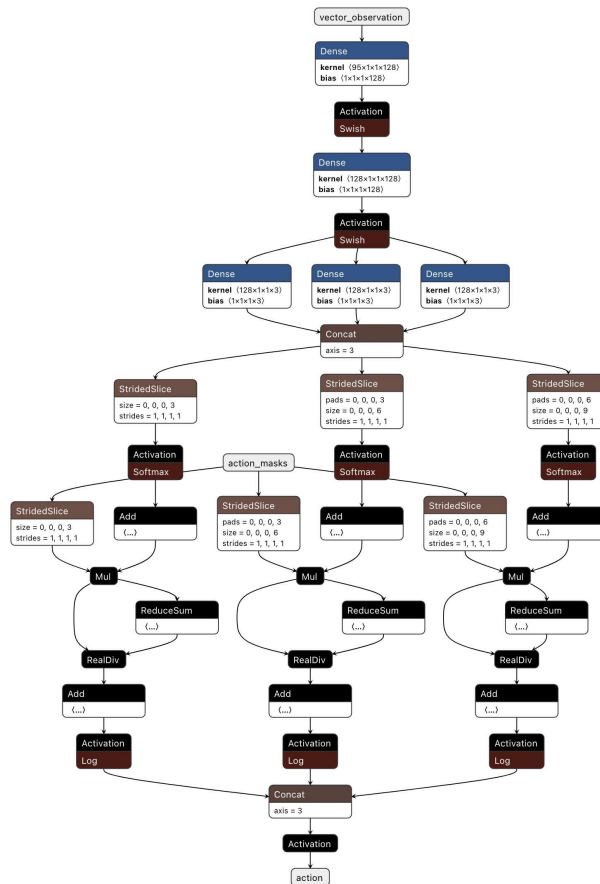 vector_observation
Dense
kernel ⟨95×1×1×128⟩
bias ⟨1×1×1×128⟩
Activation
Swish
Dense
kernel ⟨128×1×1×128⟩
bias ⟨1×1×1×128⟩
Activation
Swish
Dense
kernel ⟨128×1×1×3⟩
bias ⟨1×1×1×3⟩
Dense
kernel ⟨128×1×1×3⟩
bias ⟨1×1×1×3⟩
Dense
kernel ⟨128×1×1×3⟩
bias ⟨1×1×1×3⟩
Concat
axis = 3
StridedSlice
size = 0, 0, 0, 3
strides = 1, 1, 1, 1
StridedSlice
pads = 0, 0, 0, 3
size = 0, 0, 0, 6
strides = 1, 1, 1, 1
StridedSlice
pads = 0, 0, 0, 6
size = 0, 0, 0, 9
strides = 1, 1, 1, 1
Activation
Softmax
action_masks
Activation
Softmax
Activation
Softmax
StridedSlice
size = 0, 0, 0, 3
strides = 1, 1, 1, 1
Add
⟨…⟩
StridedSlice
pads = 0, 0, 0, 3
size = 0, 0, 0, 6
strides = 1, 1, 1, 1
Add
⟨…⟩
StridedSlice
pads = 0, 0, 0, 6
size = 0, 0, 0, 9
strides = 1, 1, 1, 1
Add
⟨…⟩
Mul
Mul
Mul
ReduceSum
⟨…⟩
ReduceSum
⟨…⟩
ReduceSum
⟨…⟩
RealDiv
RealDiv
RealDiv
Add
⟨…⟩
Add
⟨…⟩
Add
⟨…⟩
Activation
Log
Activation
Log
Activation
Log
Concat
axis = 3
Activation
action